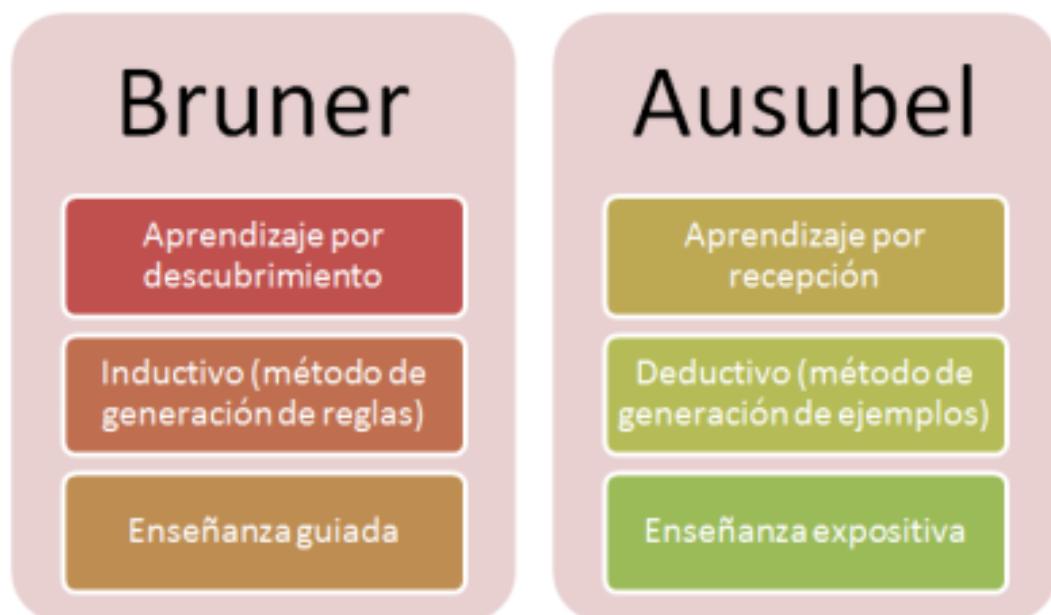 Bruner
Aprendizaje por
descubrimiento
Inductivo (método de
generación de reglas)
Enseñanza guiada
Ausubel
Aprendizaje por
recepción
Deductivo (método de
generación de ejemplos)
Enseñanza expositiva